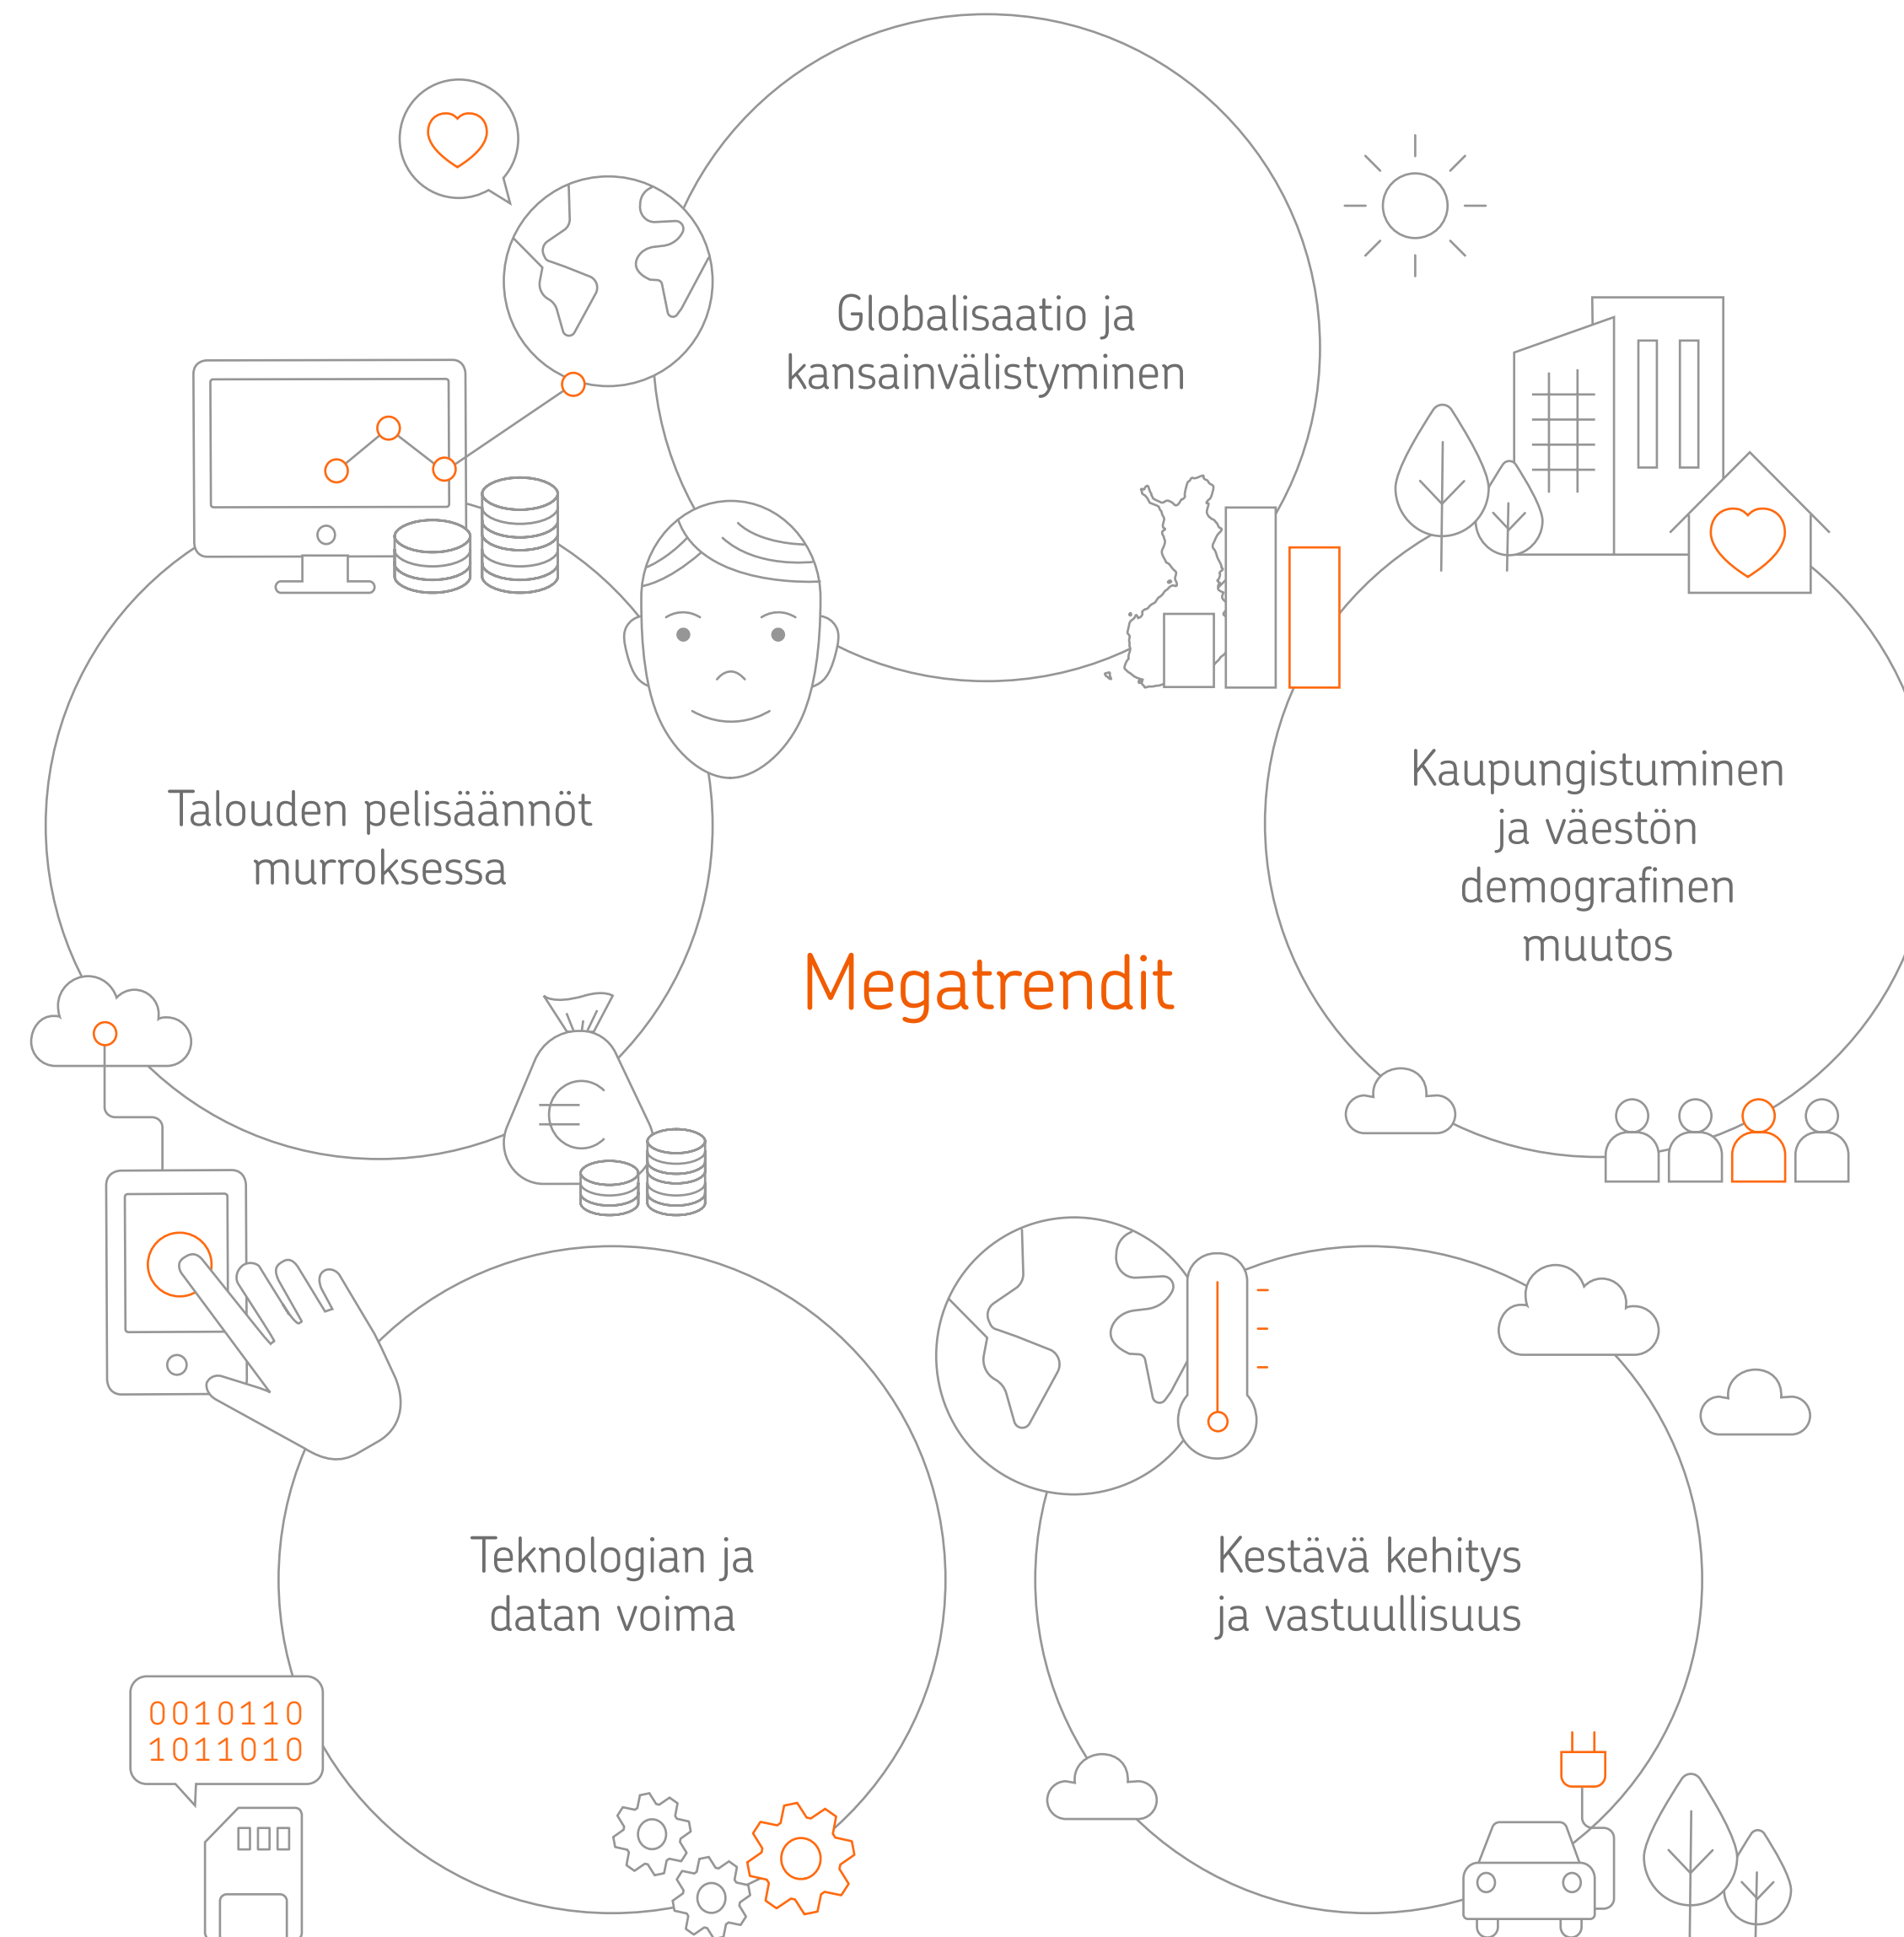 Globalisaatio ja
kansainvälistyminen
Talouden pelisäännöt
murroksessa
Kaupungistuminen
ja väestön
demografinen
muutos
Megatrendit
€
Teknologian ja
datan voima
Kestävä kehitys
ja vastuullisuus
0010110
1011010